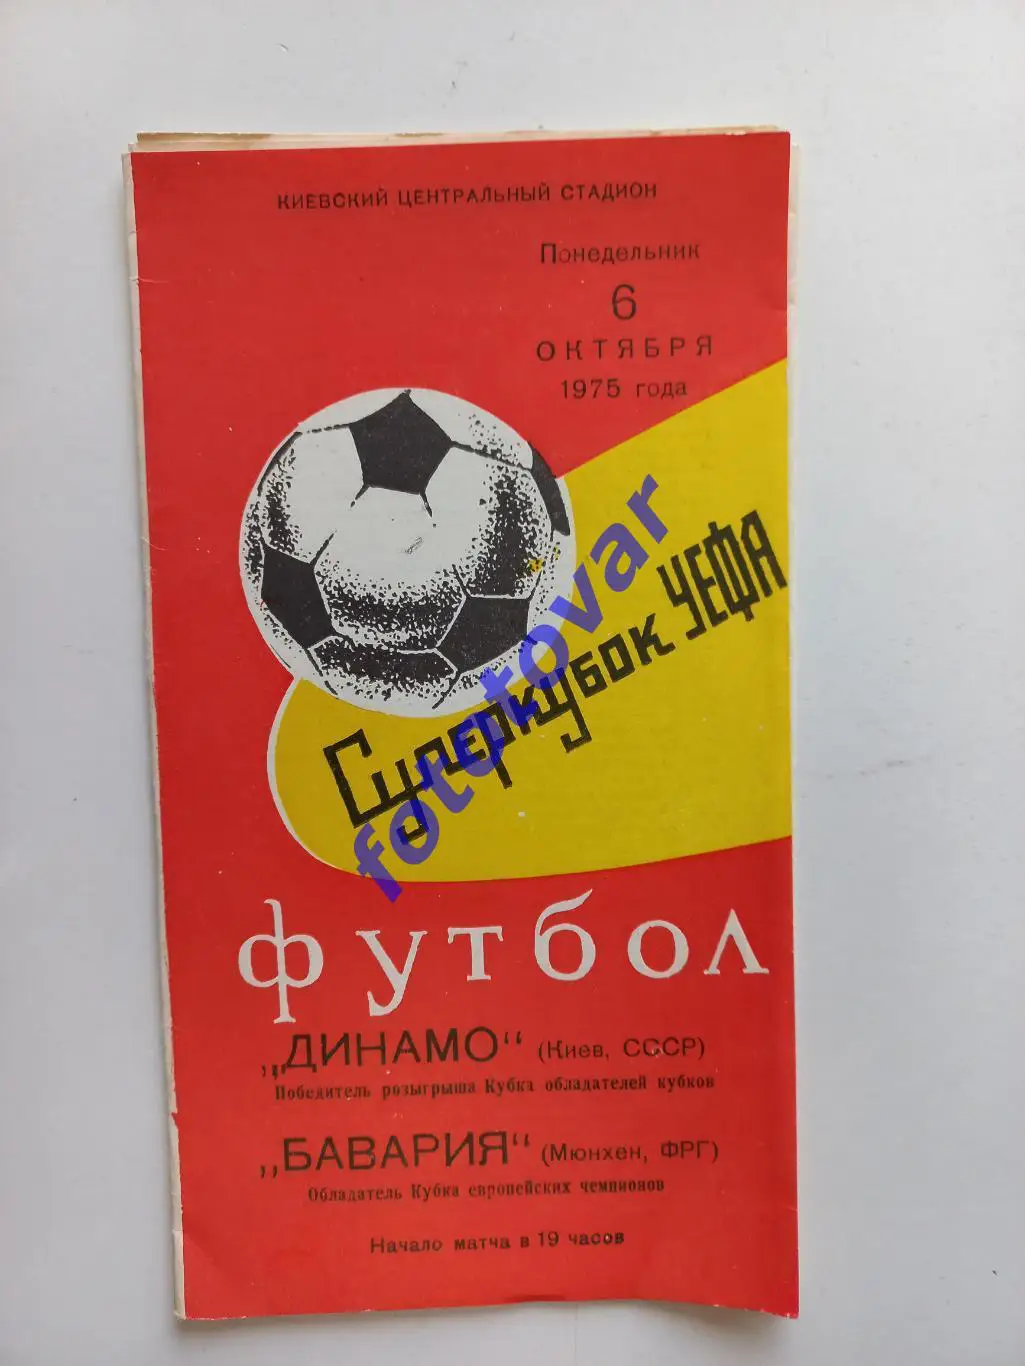 КИЕВСКИЙ ЦЕНТРАЛЬНЫЙ СТАДИОН
Понедельник
6
ОКТЯБРЯ
1975 года
Суперкубок УЕФА
fototovar
футбол
„ДИНАМО“ (Киев, СССР)
Победитель розыгрыша Кубка обладателей кубков
„БАВАРИЯ“ (Мюнхен, ФРГ)
Обладатель Кубка европейских чемпионов
Начало матча в 19 часов